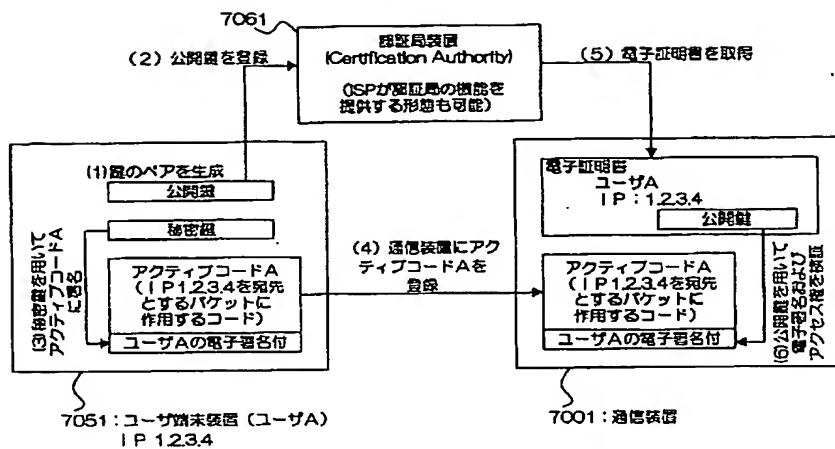 7061
認証局装置
(Certification Authority)
(ISPが認証局の機能を
提供する形態も可能)
(2) 公開鍵を登録
(5) 電子証明書を取得
(1)鍵のペアを生成
公開鍵
秘密鍵
(3)秘密鍵を用いて
アクティブコードA
に署名
アクティブコードA
(IP1.2.3.4を宛先
とするパケットに
作用するコード)
ユーザAの電子署名付
(4) 通信装置にアク
ティブコードAを
登録
電子証明書
ユーザA
IP:1.2.3.4
公開鍵
アクティブコードA
(IP1.2.3.4を宛先
とするパケットに
作用するコード)
ユーザAの電子署名付
(6)公開鍵を用いて
電子署名および
アクセス権を検証
7051:ユーザ端末装置(ユーザA)
IP 1.2.3.4
7001:通信装置